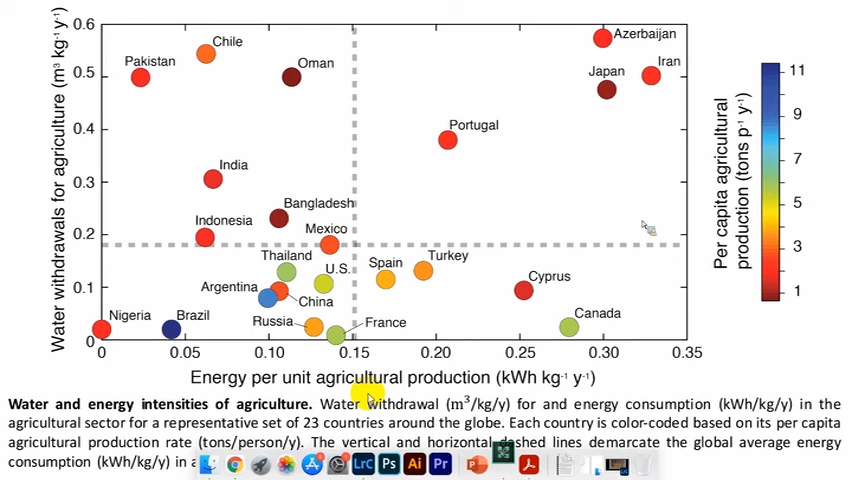 Water withdrawals for agriculture (m³ kg⁻¹ y⁻¹)
0.6
0.5
0.4
0.3
0.2
0.1
0
Chile
Pakistan
Oman
Azerbaijan
Iran
Japan
Portugal
India
Bangladesh
Indonesia
Mexico
Thailand
U.S.
Spain
Turkey
Argentina
China
Cyprus
Nigeria
Brazil
Russia
France
Canada
0 0.05 0.10 0.15 0.20 0.25 0.30 0.35
Energy per unit agricultural production (kWh kg⁻¹ y⁻¹)
Per capita agricultural
production (tons p⁻¹ y⁻¹)
11
9
7
5
3
1
Water and energy intensities of agriculture. Water withdrawal (m³/kg/y) for and energy consumption (kWh/kg/y) in the
agricultural sector for a representative set of 23 countries around the globe. Each country is color-coded based on its per capita
agricultural production rate (tons/person/y). The vertical and horizontal dashed lines demarcate the global average energy
consumption (kWh/kg/y) in
LrC Ps Ai Pr